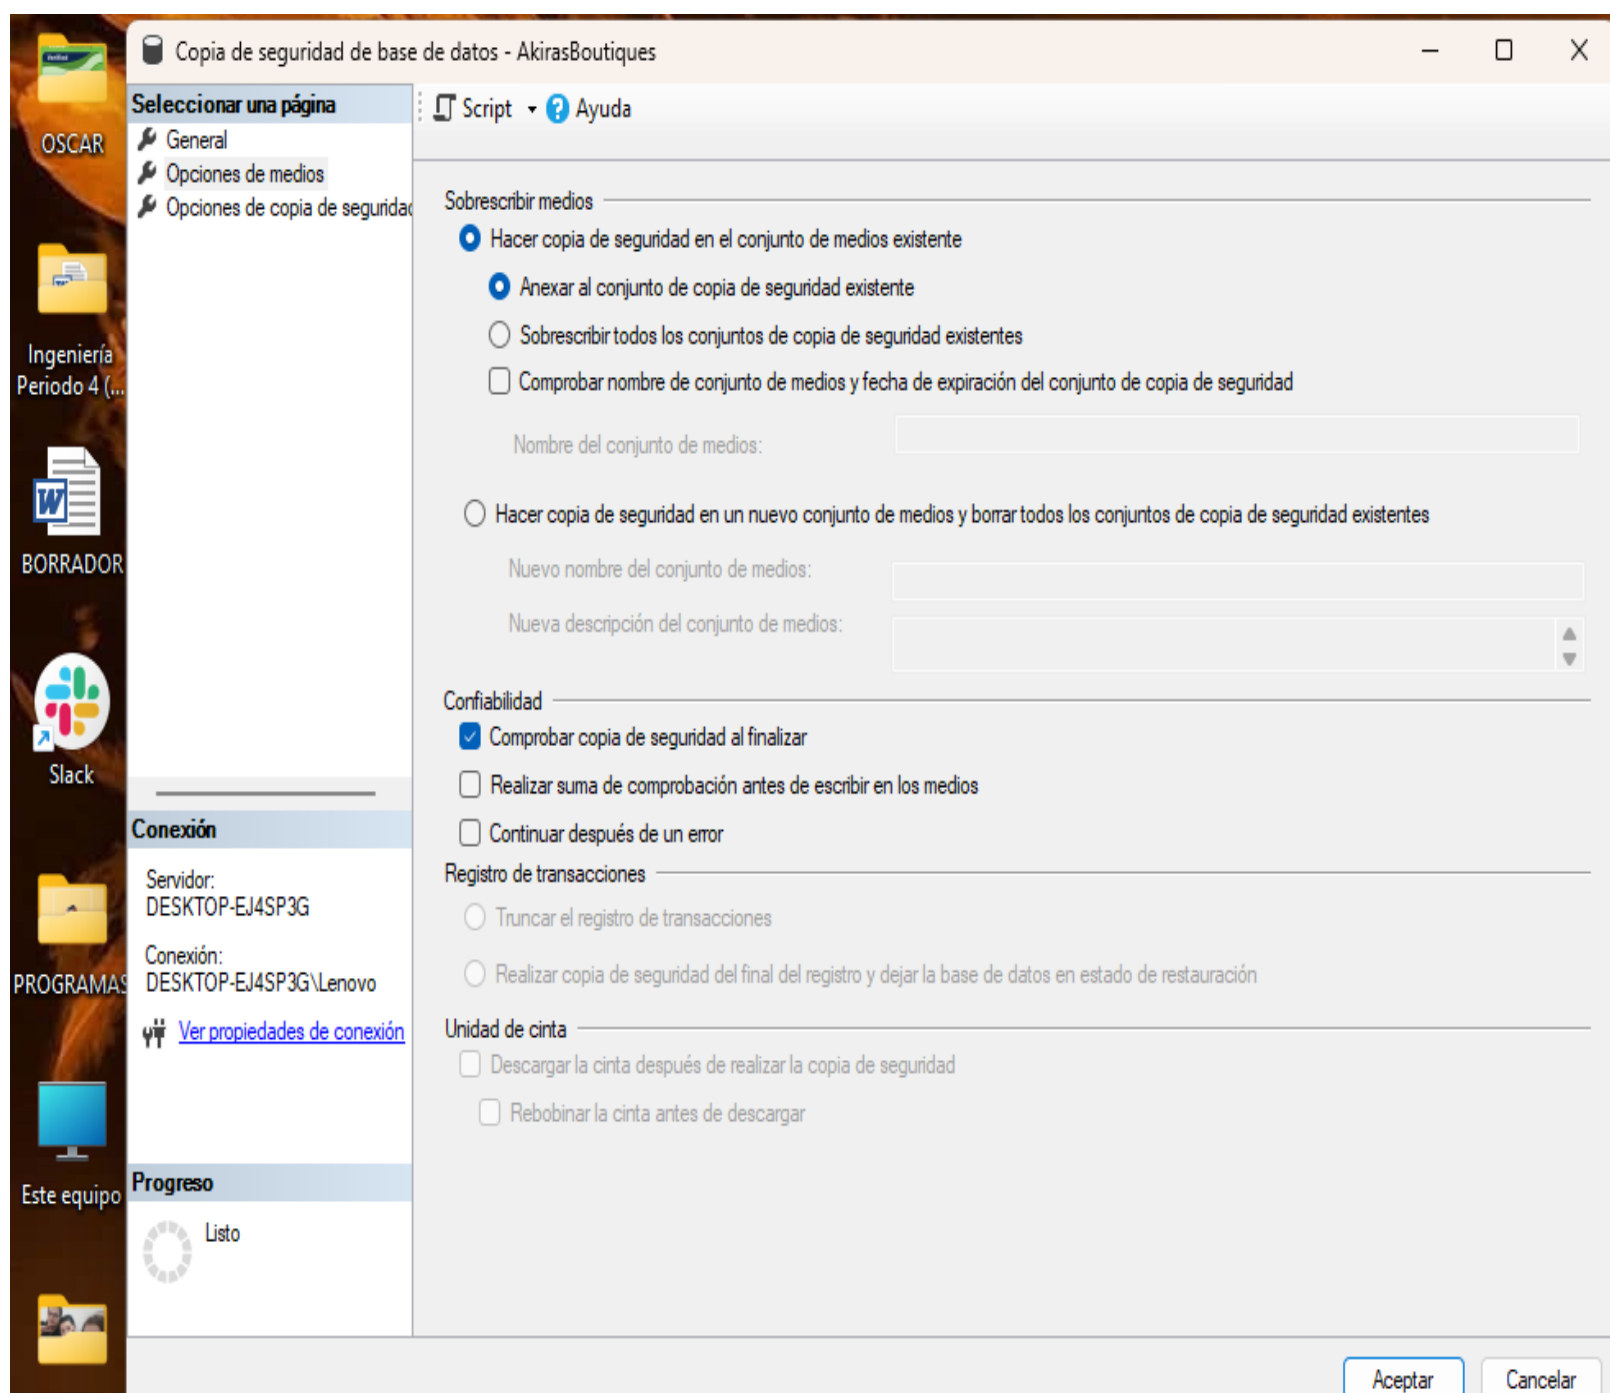 Copia de seguridad de base de datos - AkirasBoutiques
OSCAR
Ingeniería
Periodo 4 (...
BORRADOR
Slack
PROGRAMAS
Este equipo
Seleccionar una página
General
Opciones de medios
Opciones de copia de seguridad
Conexión
Servidor:
DESKTOP-EJ4SP3G
Conexión:
DESKTOP-EJ4SP3G\Lenovo
Ver propiedades de conexión
Progreso
Listo
Script
Ayuda
Sobrescribir medios
Hacer copia de seguridad en el conjunto de medios existente
Anexar al conjunto de copia de seguridad existente
Sobrescribir todos los conjuntos de copia de seguridad existentes
Comprobar nombre de conjunto de medios y fecha de expiración del conjunto de copia de seguridad
Nombre del conjunto de medios:
Hacer copia de seguridad en un nuevo conjunto de medios y borrar todos los conjuntos de copia de seguridad existentes
Nuevo nombre del conjunto de medios:
Nueva descripción del conjunto de medios:
Confiabilidad
Comprobar copia de seguridad al finalizar
Realizar suma de comprobación antes de escribir en los medios
Continuar después de un error
Registro de transacciones
Truncar el registro de transacciones
Realizar copia de seguridad del final del registro y dejar la base de datos en estado de restauración
Unidad de cinta
Descargar la cinta después de realizar la copia de seguridad
Rebobinar la cinta antes de descargar
Aceptar
Cancelar